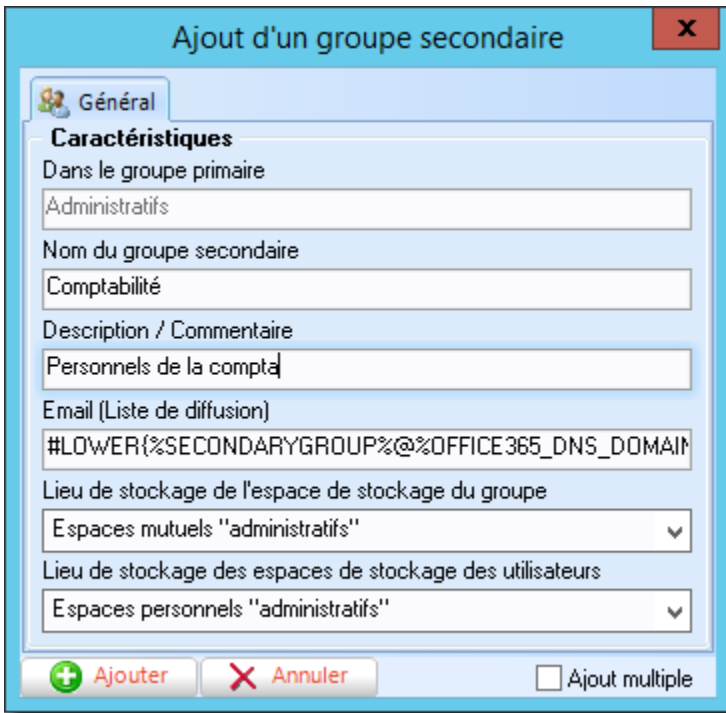 Ajout d'un groupe secondaire
x
Général
Caractéristiques
Dans le groupe primaire
Administratifs
Nom du groupe secondaire
Comptabilité
Description / Commentaire
Personnels de la compta
Email (Liste de diffusion)
#LOWER{%SECONDARYGROUP%@%OFFICE365_DNS_DOMAIN
Lieu de stockage de l'espace de stockage du groupe
Espaces mutuels "administratifs"
Lieu de stockage des espaces de stockage des utilisateurs
Espaces personnels "administratifs"
Ajouter Annuler Ajout multiple